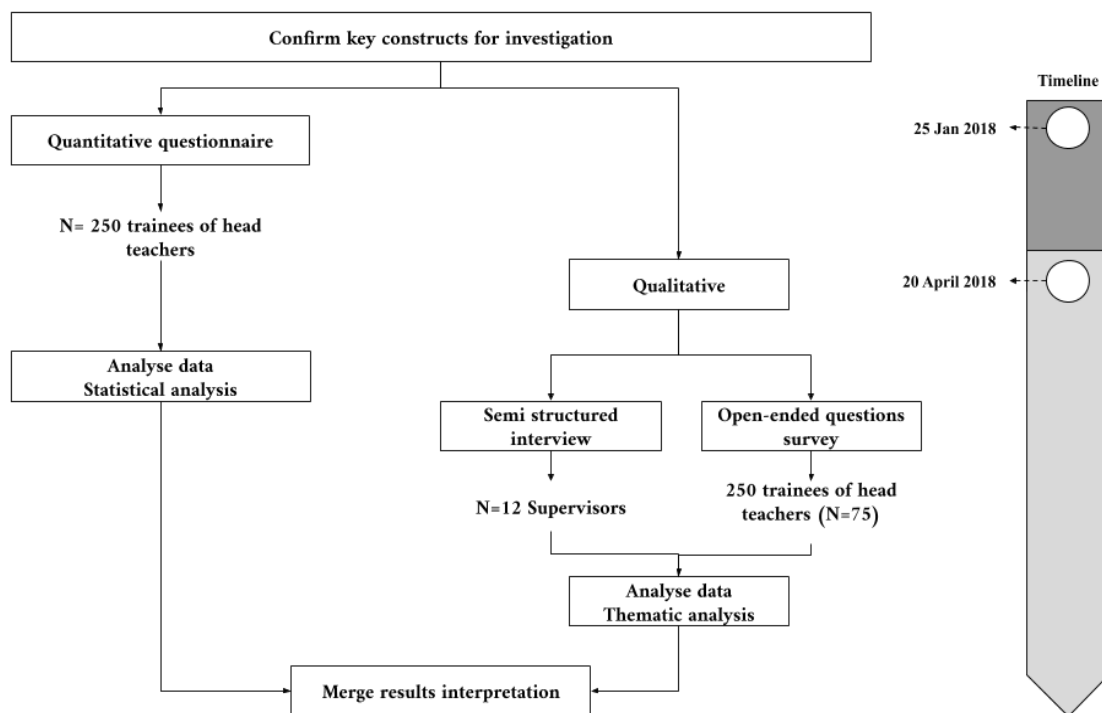 Confirm key constructs for investigation
Timeline
25 Jan 2018
Quantitative questionnaire
N= 250 trainees of head
teachers
20 April 2018
Qualitative
Analyse data
Statistical analysis
Semi structured
interview
Open-ended questions
survey
N=12 Supervisors
250 trainees of head
teachers (N=75)
Analyse data
Thematic analysis
Merge results interpretation